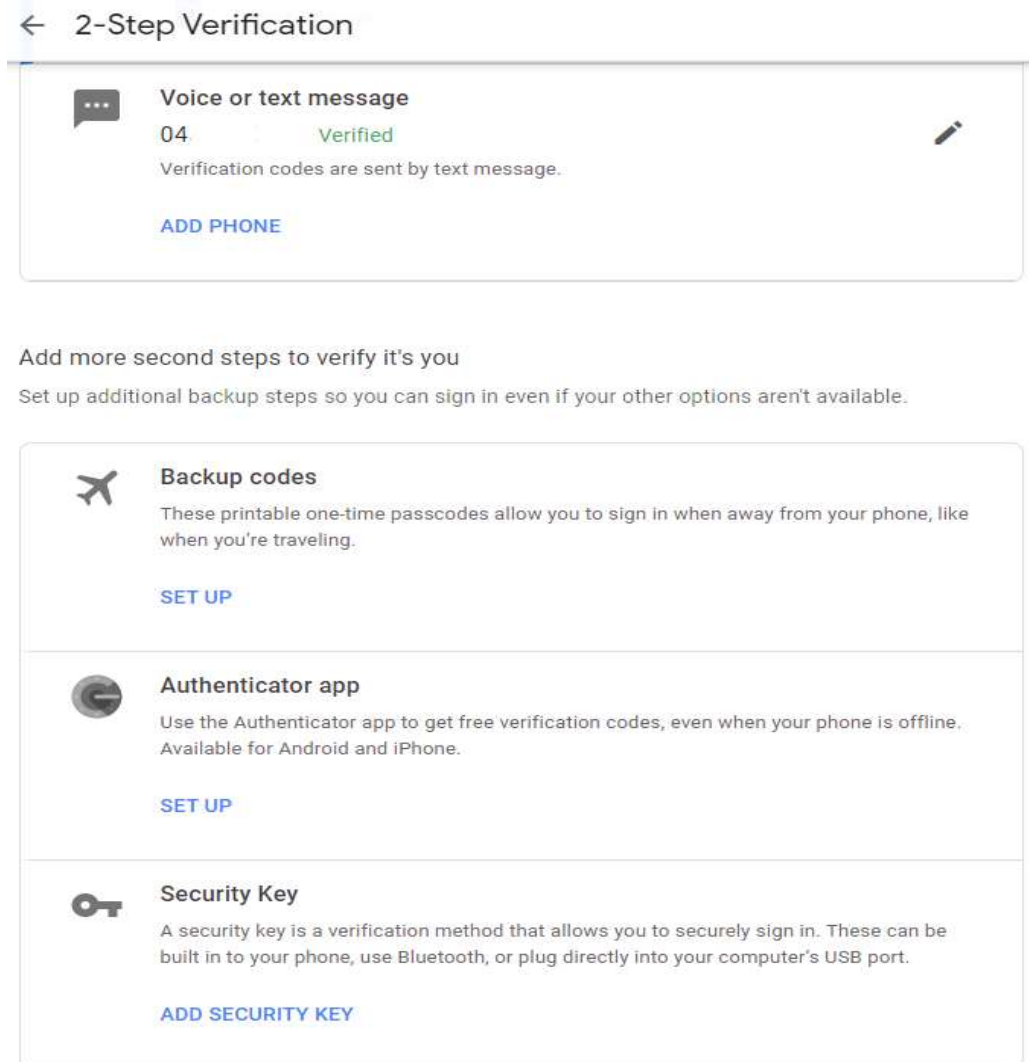 2-Step Verification
Voice or text message
04 Verified
Verification codes are sent by text message.
ADD PHONE
Add more second steps to verify it's you
Set up additional backup steps so you can sign in even if your other options aren't available.
Backup codes
These printable one-time passcodes allow you to sign in when away from your phone, like
when you're traveling.
SET UP
Authenticator app
Use the Authenticator app to get free verification codes, even when your phone is offline.
Available for Android and iPhone.
SET UP
Security Key
A security key is a verification method that allows you to securely sign in. These can be
built in to your phone, use Bluetooth, or plug directly into your computer's USB port.
ADD SECURITY KEY